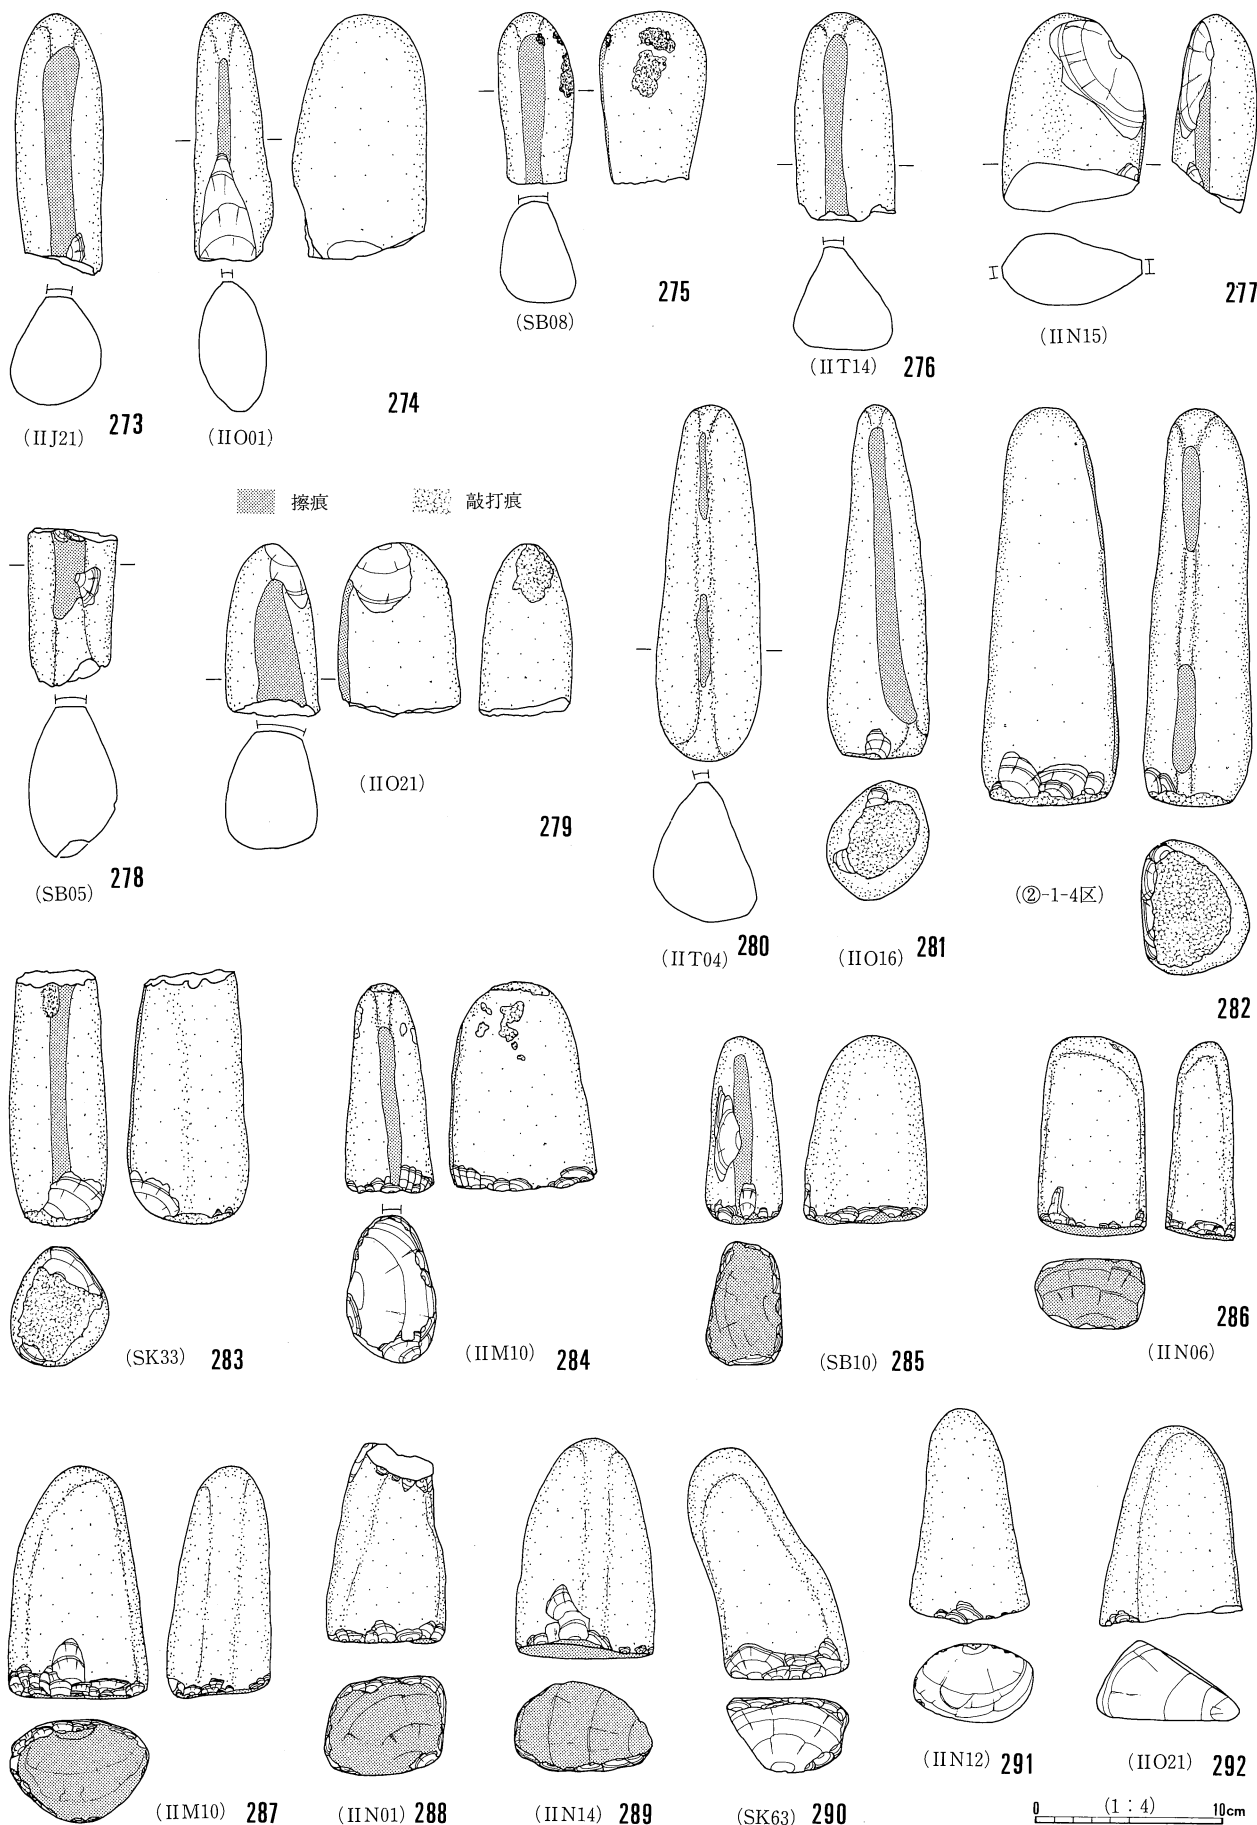 (SB08)
275
(IIT14) 276
(IIN15)
277
(IIJ21) 273
(IIO01)
274
擦痕 敲打痕
(SB05) 278
(IIO21)
279
(IIT04) 280
(IIO16) 281
(②-1-4区)
282
(SK33) 283
(IIM10) 284
(SB10) 285
286
(IIN06)
(IIM10) 287
(IIN01) 288
(IIN14) 289
(SK63) 290
(IIN12) 291
(IIO21) 292
0 (1:4) 10cm